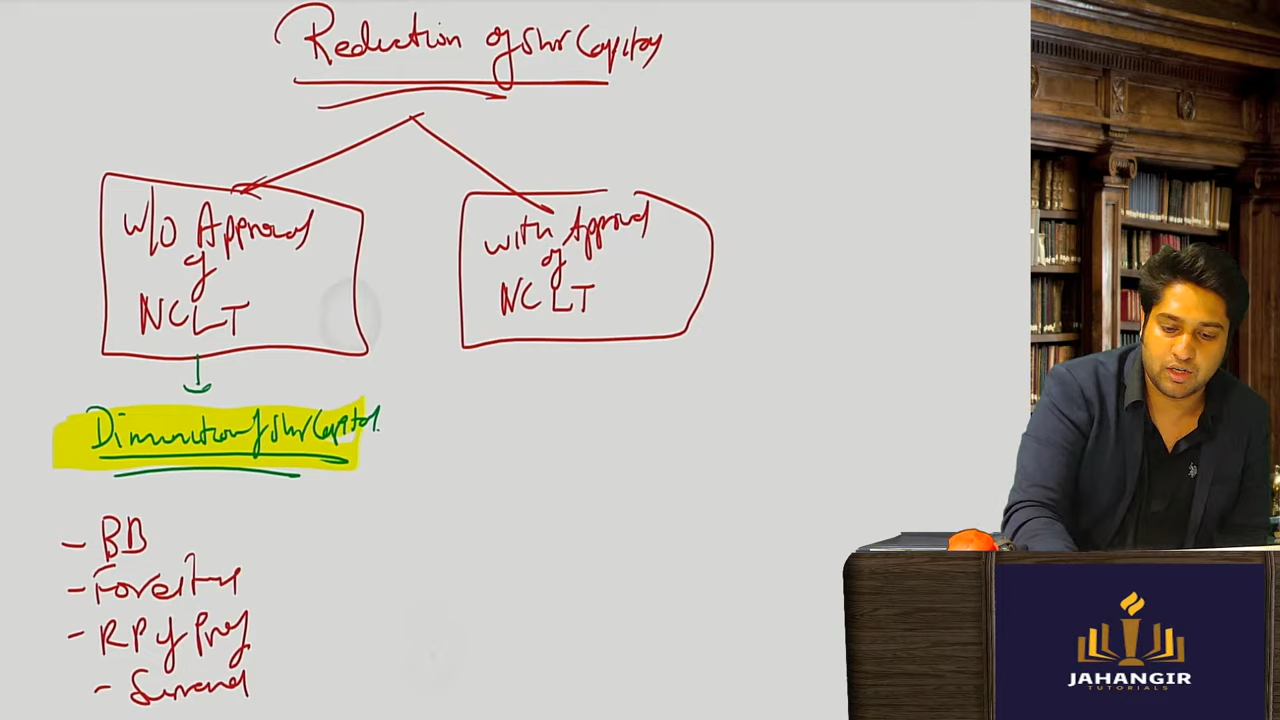 Reduction of Shr Capital
w/o Approval
of
NCLT
with Approval
of
NCLT
Diminution of Shr Capital.
- BB
- Forfeiture
- RP of Pref
- Surrend
JAHANGIR
TUTORIALS